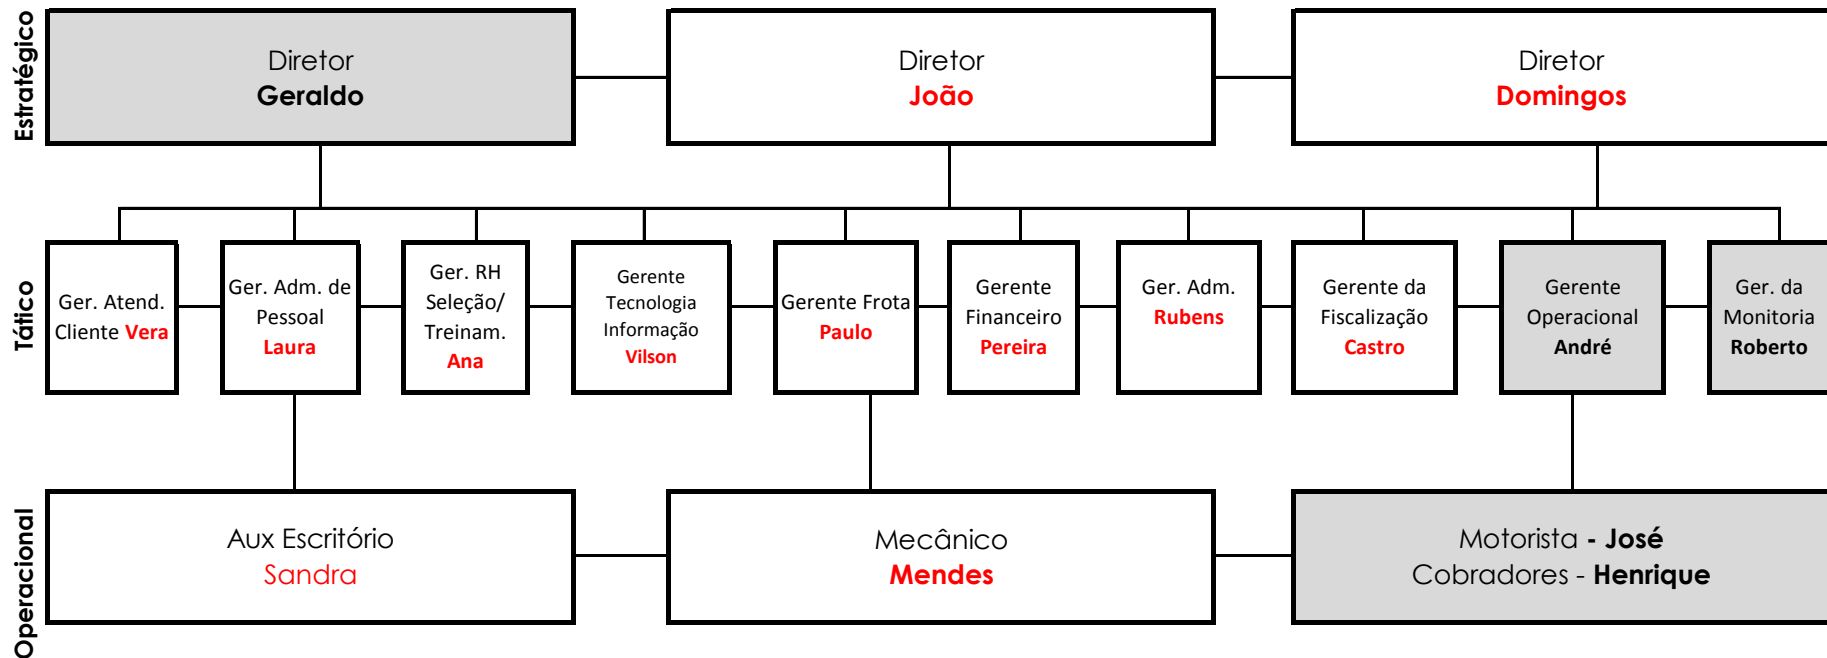 Estratégico
Diretor
Geraldo
Diretor
João
Diretor
Domingos
Tático
Ger. Atend.
Cliente Vera
Ger. Adm. de
Pessoal
Laura
Ger. RH
Seleção/
Treinam.
Ana
Gerente
Tecnologia
Informação
Vilson
Gerente Frota
Paulo
Gerente
Financeiro
Pereira
Ger. Adm.
Rubens
Gerente da
Fiscalização
Castro
Gerente
Operacional
André
Ger. da
Monitoria
Roberto
Operacional
Aux Escritório
Sandra
Mecânico
Mendes
Motorista - José
Cobradores - Henrique